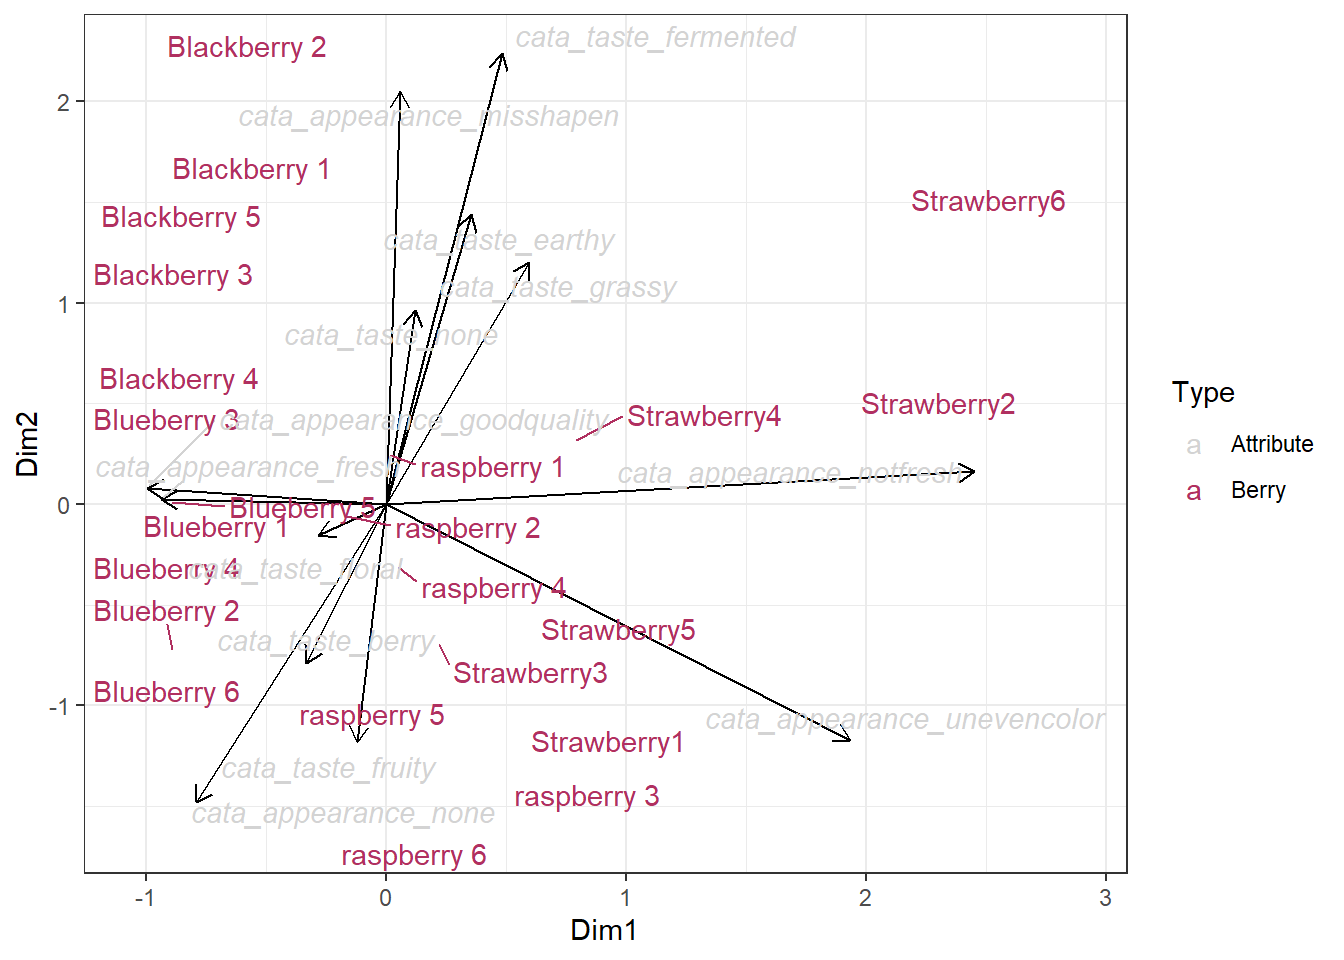 cata_taste_fermented
Blackberry 2
2
cata_appearance_misshapen
Blackberry 1
Strawberry6
Blackberry 5
cata_taste_earthy
Blackberry 3
cata_taste_grassy
1
cata_taste_none
Blackberry 4
Strawberry2
Blueberry 3
cata_appearance_goodquality
Strawberry4
cata_appearance_fresh
raspberry 1
cata_appearance_notfresh
0
Blueberry 5
Blueberry 1
raspberry 2
Blueberry 4
cata_taste_floral
raspberry 4
Blueberry 2
Strawberry5
cata_taste_berry
Strawberry3
Blueberry 6
-1
raspberry 5
cata_appearance_unevencolor
Strawberry1
cata_taste_fruity
raspberry 3
cata_appearance_none
raspberry 6
-1 0 1 2 3
Dim1
Dim2
Type
a Attribute
a Berry